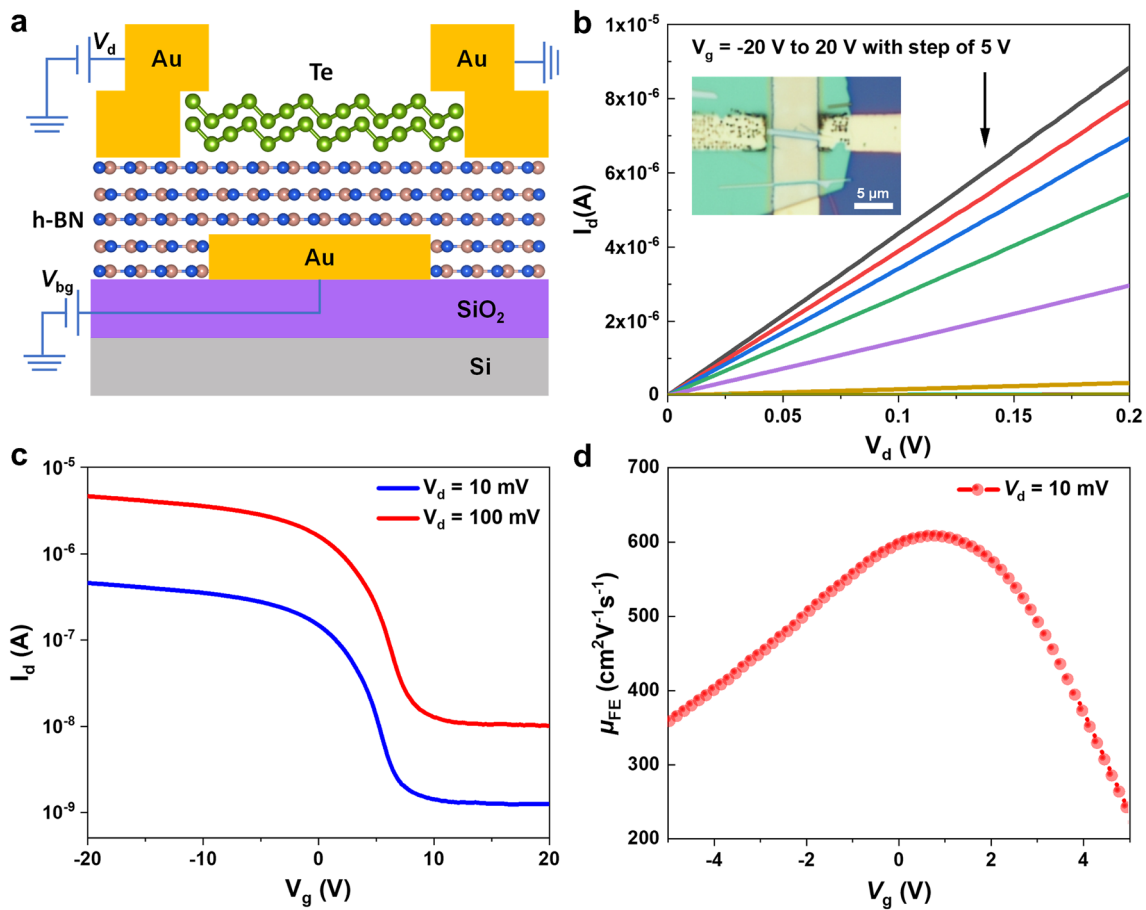 a
V_d
Au
Au
Te
h-BN
Au
V_bg
SiO₂
Si
b
V_g = -20 V to 20 V with step of 5 V
5 µm
1x10⁻⁵
8x10⁻⁶
6x10⁻⁶
4x10⁻⁶
2x10⁻⁶
0
I_d(A)
0 0.05 0.1 0.15 0.2
V_d (V)
c
V_d = 10 mV
V_d = 100 mV
10⁻⁵
10⁻⁶
10⁻⁷
10⁻⁸
10⁻⁹
I_d (A)
-20 -10 0 10 20
V_g (V)
d
V_d = 10 mV
700
600
500
400
300
200
µ_FE (cm²V⁻¹s⁻¹)
-4 -2 0 2 4
V_g (V)